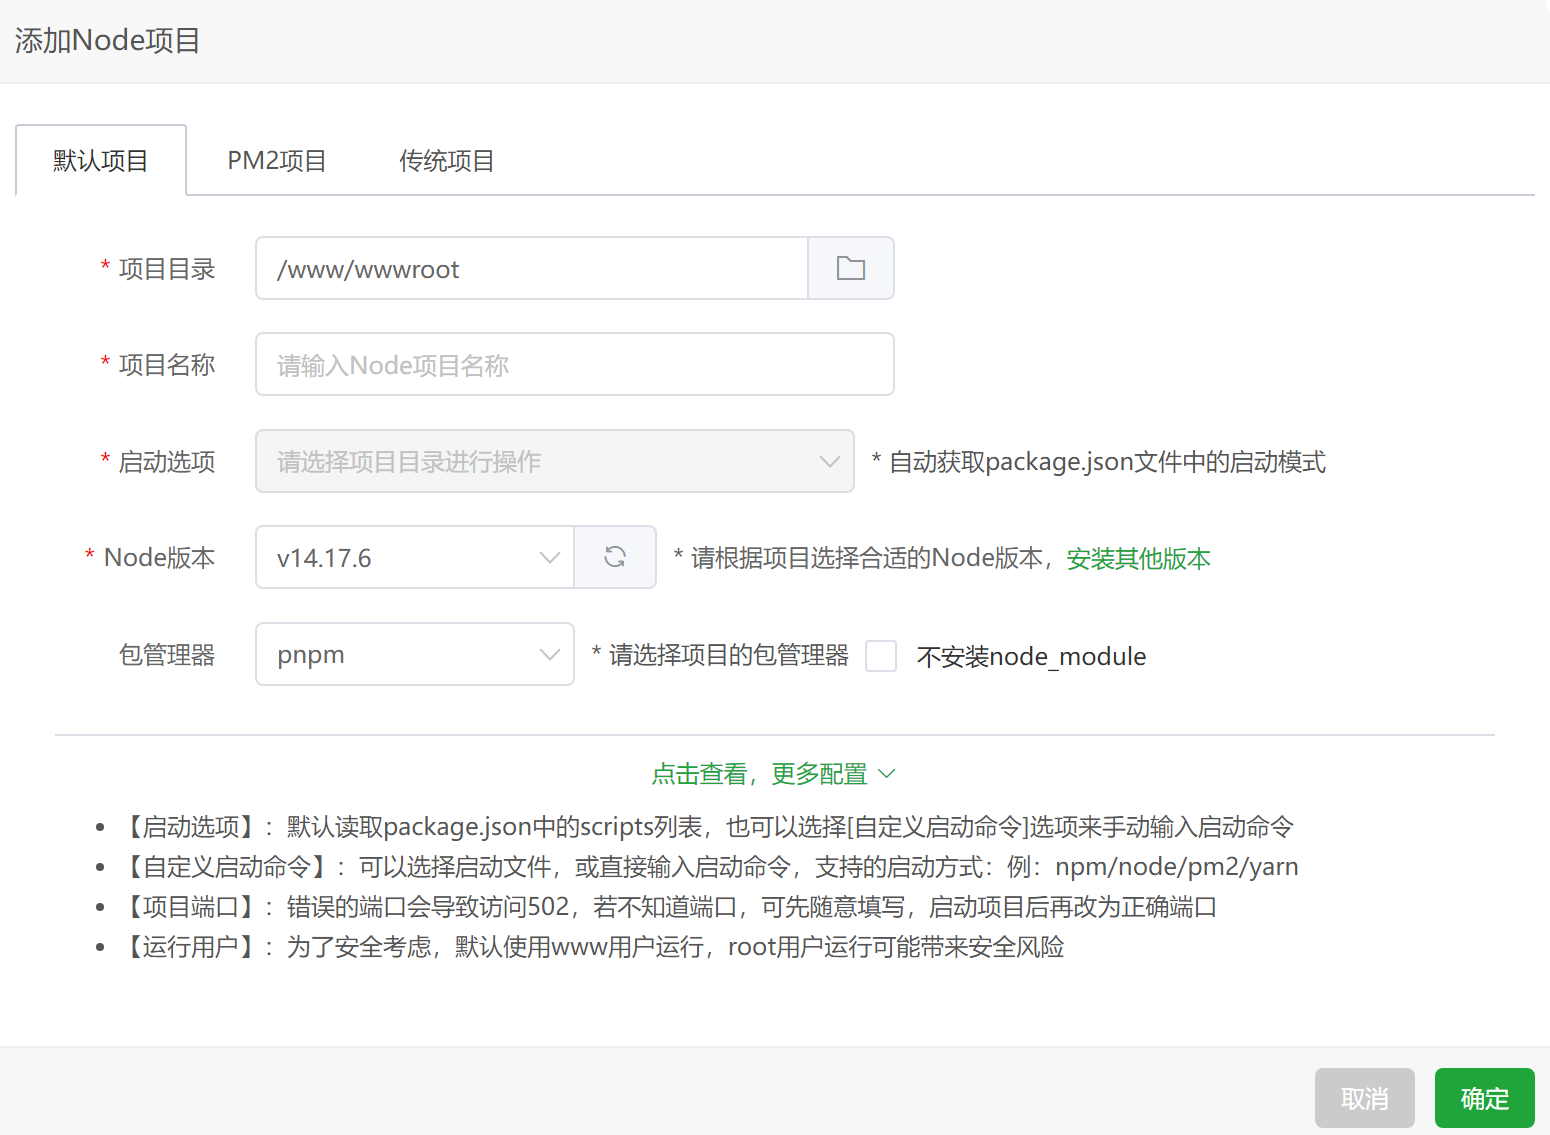 添加Node项目
默认项目 PM2项目 传统项目
* 项目目录 /www/wwwroot
* 项目名称 请输入Node项目名称
* 启动选项 请选择项目目录进行操作 * 自动获取package.json文件中的启动模式
* Node版本 v14.17.6 * 请根据项目选择合适的Node版本，安装其他版本
包管理器 pnpm * 请选择项目的包管理器 不安装node_module
点击查看，更多配置
• 【启动选项】：默认读取package.json中的scripts列表，也可以选择[自定义启动命令]选项来手动输入启动命令
• 【自定义启动命令】：可以选择启动文件，或直接输入启动命令，支持的启动方式：例：npm/node/pm2/yarn
• 【项目端口】：错误的端口会导致访问502，若不知道端口，可先随意填写，启动项目后再改为正确端口
• 【运行用户】：为了安全考虑，默认使用www用户运行，root用户运行可能带来安全风险
取消 确定